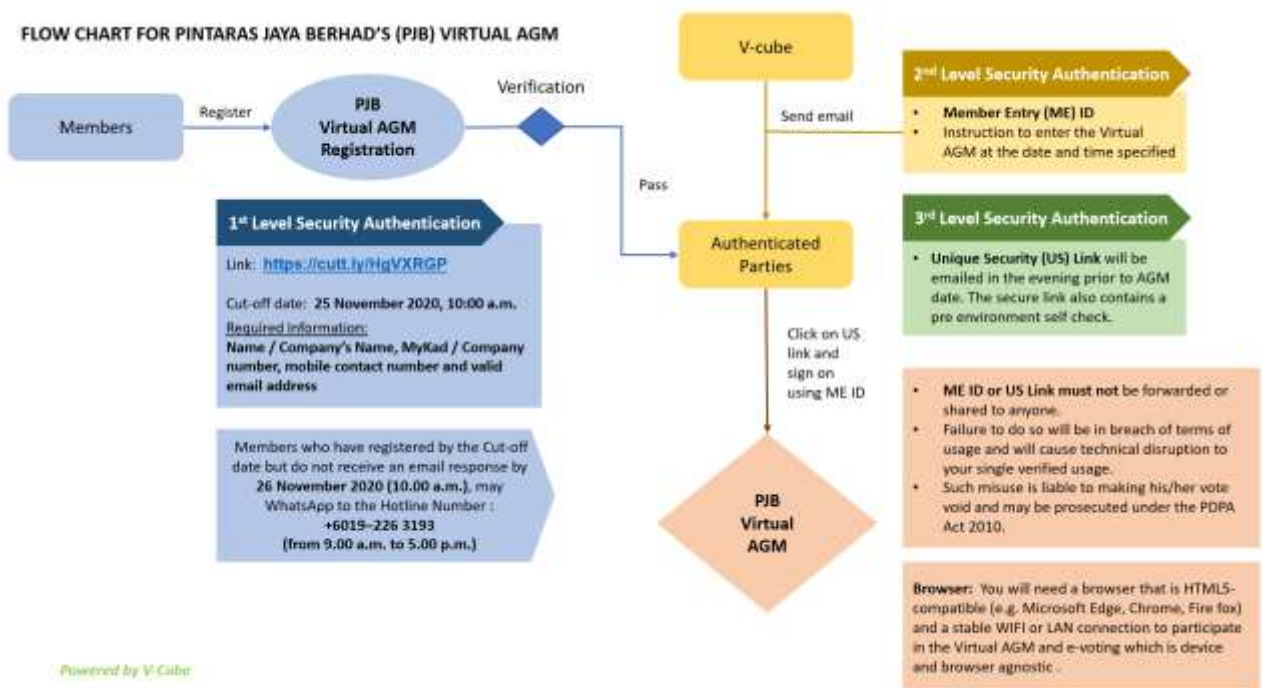 FLOW CHART FOR PINTARAS JAYA BERHAD'S (PJB) VIRTUAL AGM
Members
Register
PJB
Virtual AGM
Registration
Verification
Pass
V-cube
Send email
Authenticated
Parties
Click on US
link and
sign on
using ME ID
PJB
Virtual
AGM
1st Level Security Authentication
Link: https://cutt.ly/HgVXRGP
Cut-off date: 25 November 2020, 10:00 a.m.
Required Information:
Name / Company's Name, MyKad / Company
number, mobile contact number and valid
email address
Members who have registered by the Cut-off
date but do not receive an email response by
26 November 2020 (10.00 a.m.), may
WhatsApp to the Hotline Number :
+6019–226 3193
(from 9.00 a.m. to 5.00 p.m.)
2nd Level Security Authentication
• Member Entry (ME) ID
• Instruction to enter the Virtual
AGM at the date and time specified
3rd Level Security Authentication
• Unique Security (US) Link will be
emailed in the evening prior to AGM
date. The secure link also contains a
pre environment self check.
• ME ID or US Link must not be forwarded or
shared to anyone.
• Failure to do so will be in breach of terms of
usage and will cause technical disruption to
your single verified usage.
• Such misuse is liable to making his/her vote
void and may be prosecuted under the PDPA
Act 2010.
Browser: You will need a browser that is HTML5-
compatible (e.g. Microsoft Edge, Chrome, Fire fox)
and a stable WIFI or LAN connection to participate
in the Virtual AGM and e-voting which is device
and browser agnostic .
Powered by V-Cube